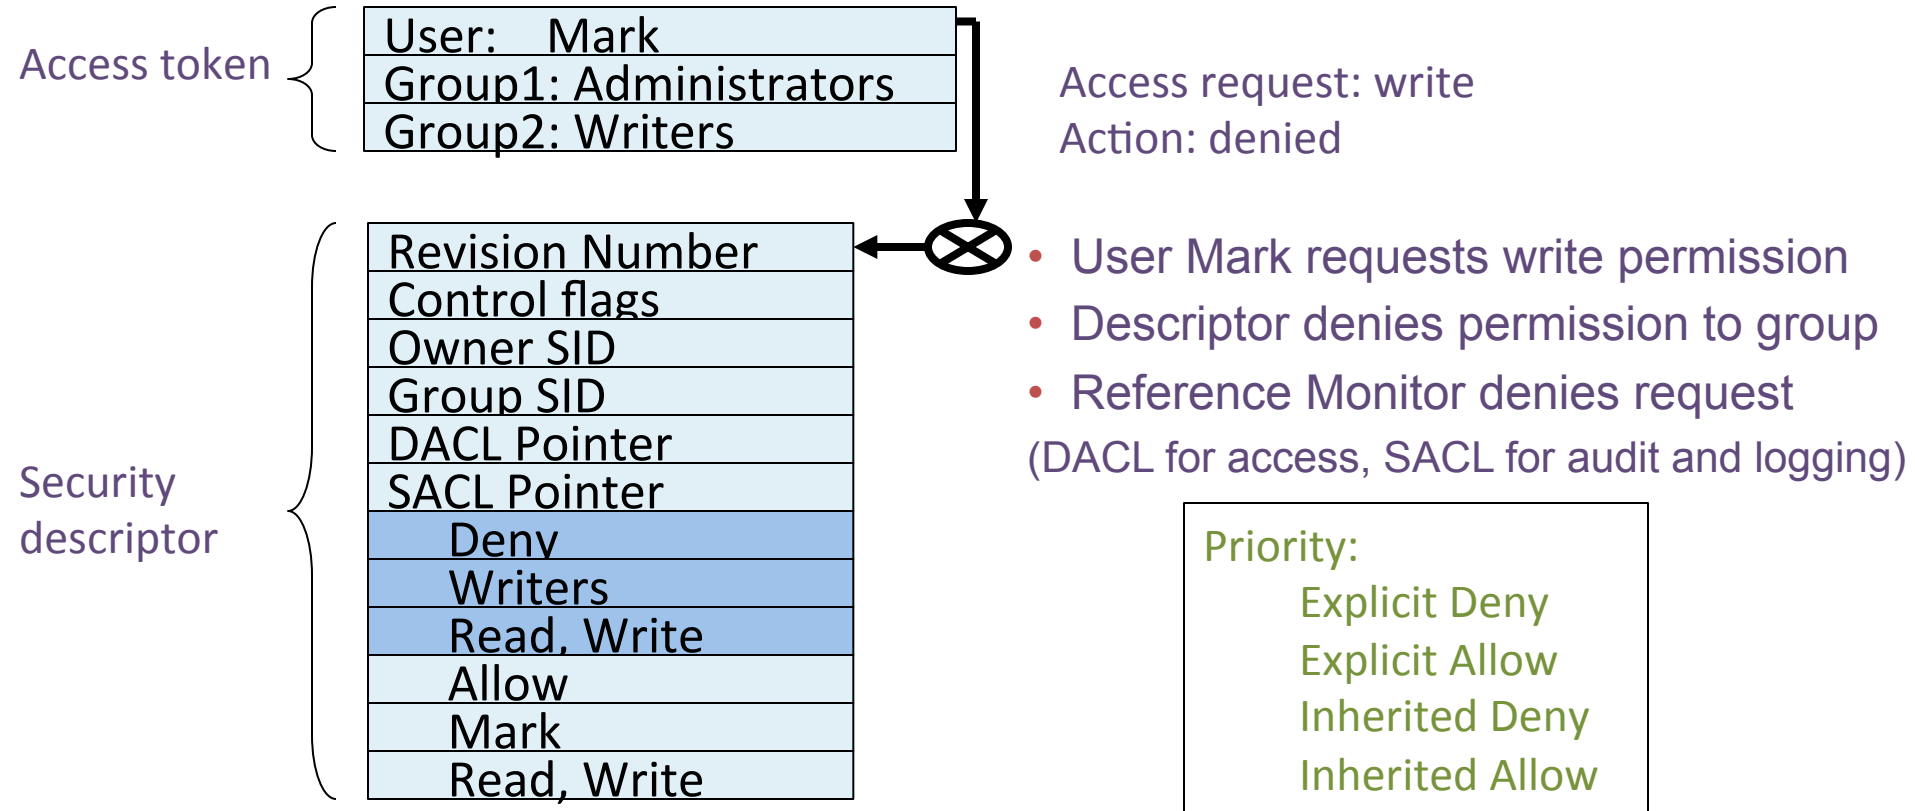 Access token
User: Mark
Group1: Administrators
Group2: Writers
Access request: write
Action: denied
Security
descriptor
Revision Number
Control flags
Owner SID
Group SID
DACL Pointer
SACL Pointer
Deny
Writers
Read, Write
Allow
Mark
Read, Write
• User Mark requests write permission
• Descriptor denies permission to group
• Reference Monitor denies request
(DACL for access, SACL for audit and logging)
Priority:
Explicit Deny
Explicit Allow
Inherited Deny
Inherited Allow